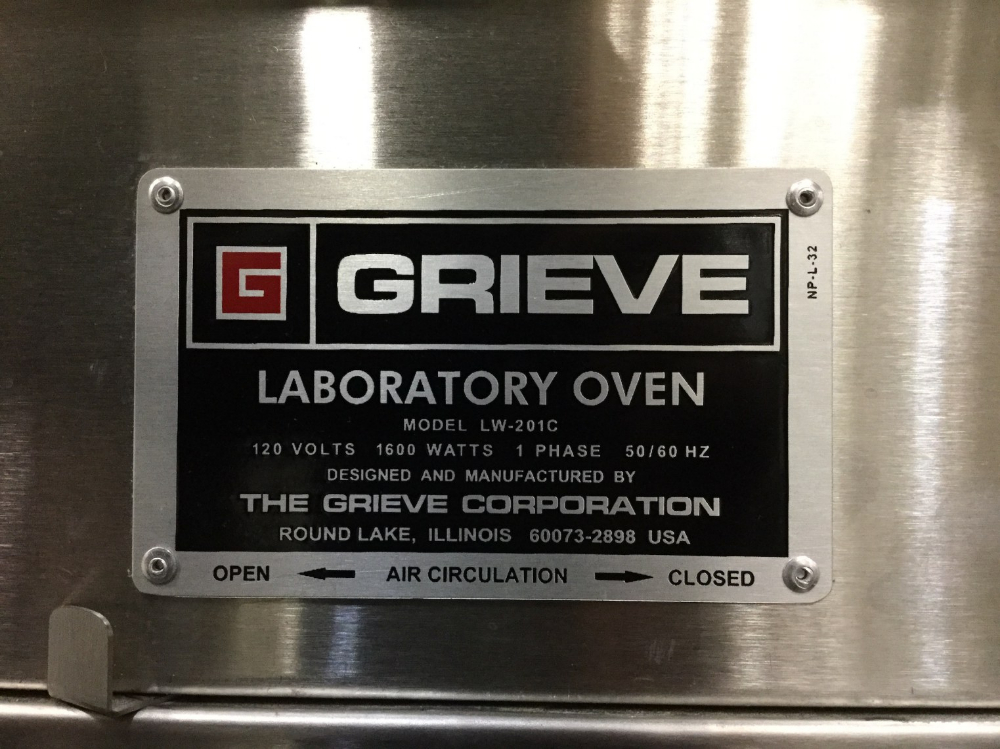 G GRIEVE
NP-L-32
LABORATORY OVEN
MODEL LW-201C
120 VOLTS 1600 WATTS 1 PHASE 50/60 HZ
DESIGNED AND MANUFACTURED BY
THE GRIEVE CORPORATION
ROUND LAKE, ILLINOIS 60073-2898 USA
OPEN ← AIR CIRCULATION → CLOSED